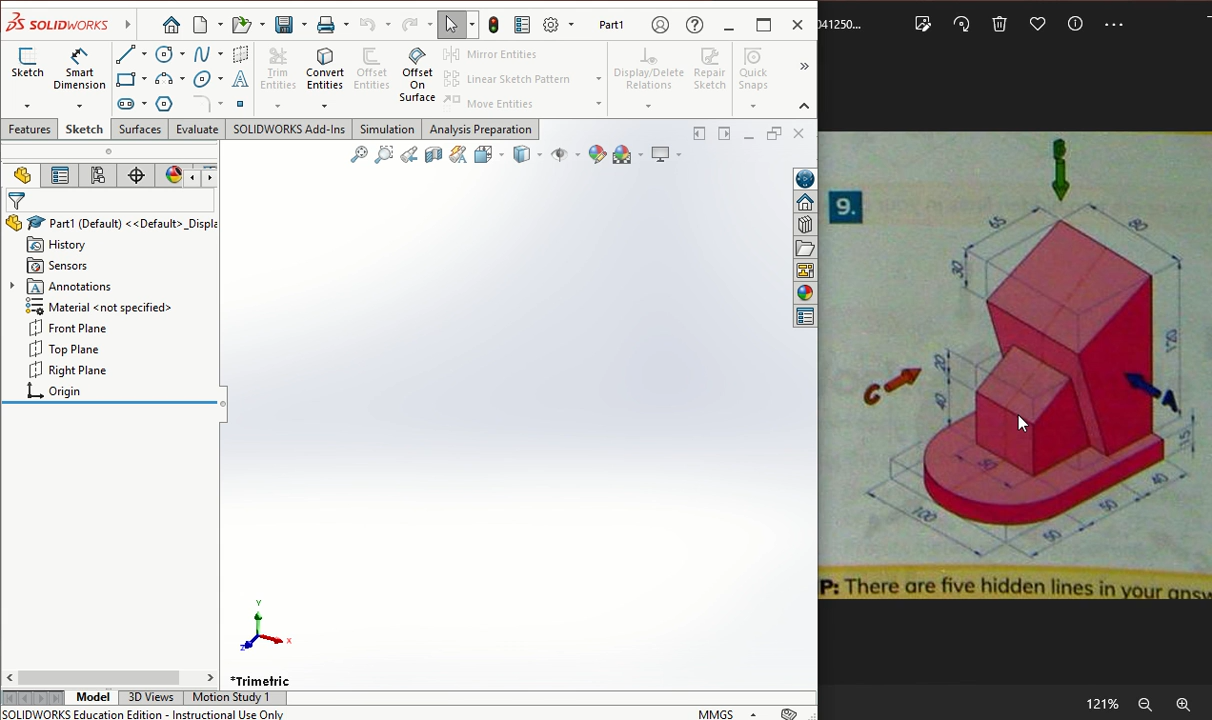 SOLIDWORKS
Part1
041250...
Sketch
Smart Dimension
Trim Entities
Convert Entities
Offset Entities
Offset On Surface
Mirror Entities
Linear Sketch Pattern
Move Entities
Display/Delete Relations
Repair Sketch
Quick Snaps
Features
Sketch
Surfaces
Evaluate
SOLIDWORKS Add-Ins
Simulation
Analysis Preparation
Part1 (Default) <<Default>_Displa
History
Sensors
Annotations
Material <not specified>
Front Plane
Top Plane
Right Plane
Origin
Y
X
Z
*Trimetric
Model
3D Views
Motion Study 1
SOLIDWORKS Education Edition - Instructional Use Only
MMGS
9.
B
65
80
30
120
20
40
C
A
15
50
100
50
50
40
P: There are five hidden lines in your answ
121%